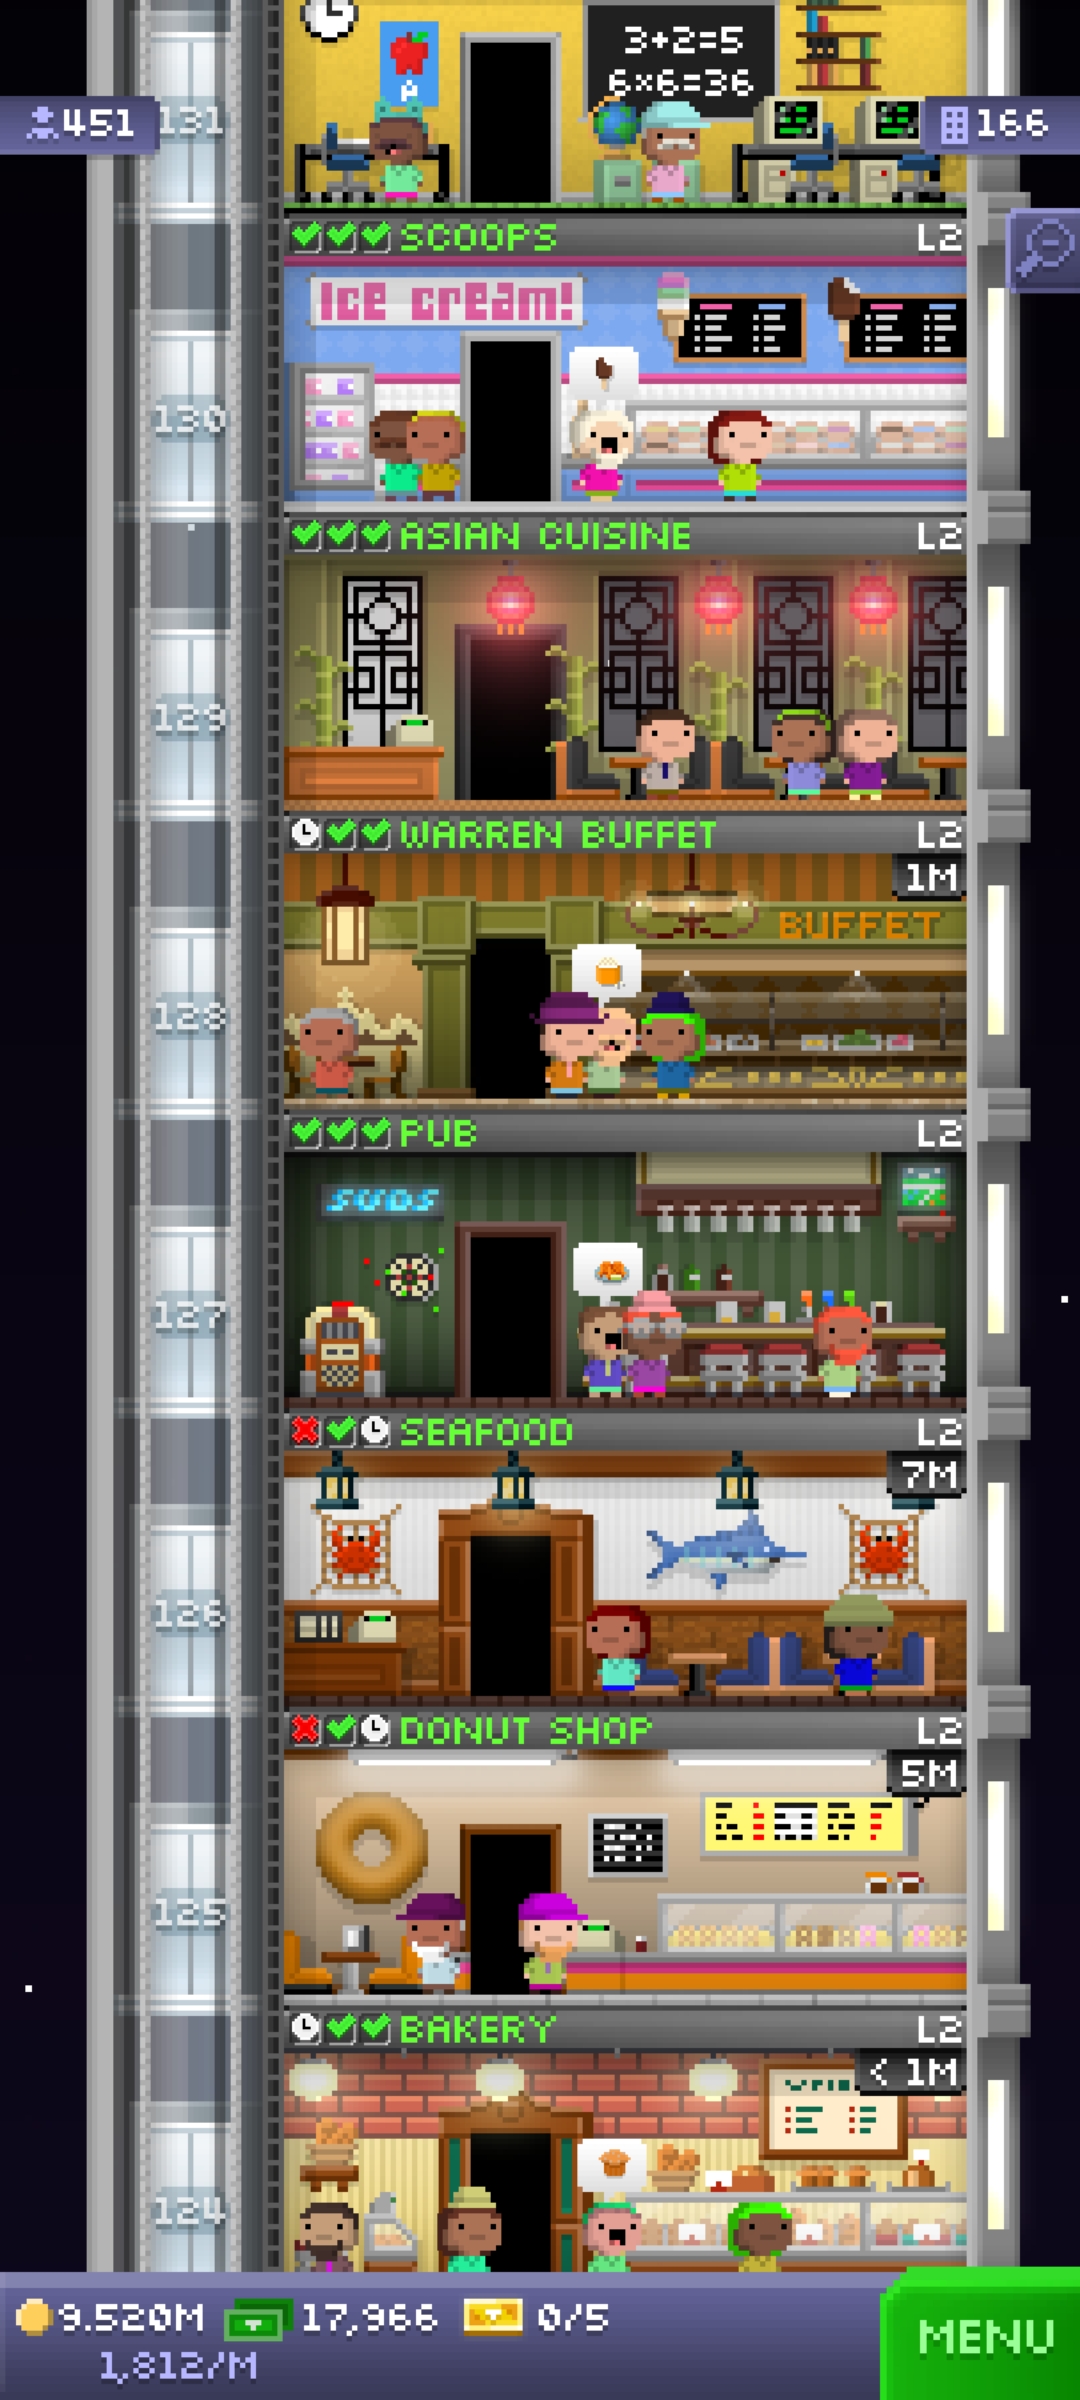 3+2=5
6×6=36
A
451
131
166
SCOOPS L2
Ice cream!
130
ASIAN CUISINE L2
129
WARREN BUFFET L2
1M
BUFFET
128
PUB L2
SUDS
127
SEAFOOD L2
7M
126
DONUT SHOP L2
5M
125
BAKERY L2
< 1M
124
9.520M 17,966 0/5
1,812/M
MENU